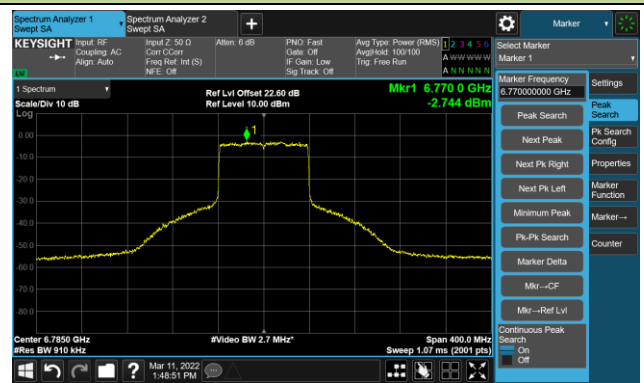 Spectrum Analyzer 1
Swept SA
Spectrum Analyzer 2
Swept SA
Marker
KEYSIGHT
Input: RF
Coupling: AC
Align: Auto
Input Z: 50 Ω
Corr CCorr
Freq Ref: Int (S)
NFE: Off
Atten: 6 dB
PNO: Fast
Gate: Off
IF Gain: Low
Sig Track: Off
Avg Type: Power (RMS)
Avg|Hold: 100/100
Trig: Free Run
1 2 3 4 5 6
A W W W W W
A N N N N N
LXI
Select Marker
Marker 1
1 Spectrum
Scale/Div 10 dB
Log
Ref Lvl Offset 22.60 dB
Ref Level 10.00 dBm
Mkr1 6.770 0 GHz
-2.744 dBm
1
0.00
-10.0
-20.0
-30.0
-40.0
-50.0
-60.0
-70.0
-80.0
Center 6.7850 GHz
#Res BW 910 kHz
#Video BW 2.7 MHz*
Span 400.0 MHz
Sweep 1.07 ms (2001 pts)
Marker Frequency
6.770000000 GHz
Peak Search
Next Peak
Next Pk Right
Next Pk Left
Minimum Peak
Pk-Pk Search
Marker Delta
Mkr→CF
Mkr→Ref Lvl
Continuous Peak
Search
On
Off
Settings
Peak
Search
Pk Search
Config
Properties
Marker
Function
Marker→
Counter
Mar 11, 2022
1:48:51 PM